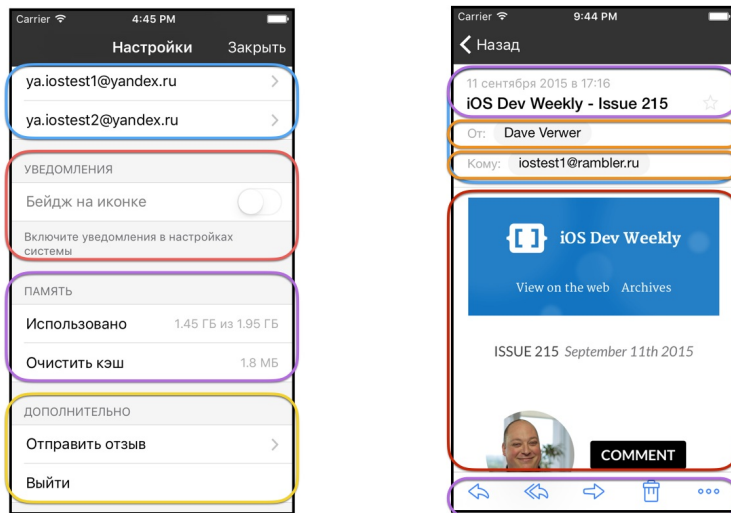 Carrier 4:45 PM
Настройки Закрыть
ya.iostest1@yandex.ru
ya.iostest2@yandex.ru
УВЕДОМЛЕНИЯ
Бейдж на иконке
Включите уведомления в настройках
системы
ПАМЯТЬ
Использовано 1.45 ГБ из 1.95 ГБ
Очистить кэш 1.8 МБ
ДОПОЛНИТЕЛЬНО
Отправить отзыв
Выйти
Carrier 9:44 PM
Назад
11 сентября 2015 в 17:16
iOS Dev Weekly - Issue 215
От: Dave Verwer
Кому: iostest1@rambler.ru
iOS Dev Weekly
View on the web Archives
ISSUE 215 September 11th 2015
COMMENT